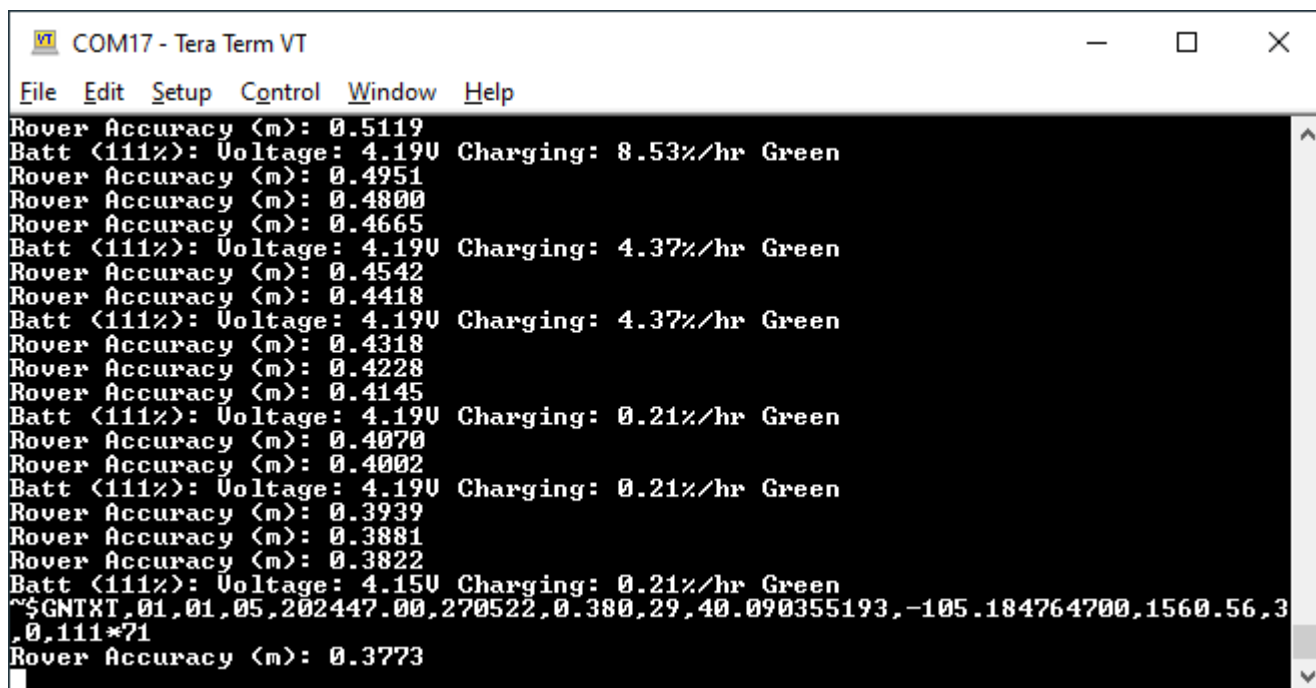 COM17 - Tera Term VT
File Edit Setup Control Window Help
Rover Accuracy (m): 0.5119
Batt (111%): Voltage: 4.19V Charging: 8.53%/hr Green
Rover Accuracy (m): 0.4951
Rover Accuracy (m): 0.4800
Rover Accuracy (m): 0.4665
Batt (111%): Voltage: 4.19V Charging: 4.37%/hr Green
Rover Accuracy (m): 0.4542
Rover Accuracy (m): 0.4418
Batt (111%): Voltage: 4.19V Charging: 4.37%/hr Green
Rover Accuracy (m): 0.4318
Rover Accuracy (m): 0.4228
Rover Accuracy (m): 0.4145
Batt (111%): Voltage: 4.19V Charging: 0.21%/hr Green
Rover Accuracy (m): 0.4070
Rover Accuracy (m): 0.4002
Batt (111%): Voltage: 4.19V Charging: 0.21%/hr Green
Rover Accuracy (m): 0.3939
Rover Accuracy (m): 0.3881
Rover Accuracy (m): 0.3822
Batt (111%): Voltage: 4.15V Charging: 0.21%/hr Green
~$GNTXT,01,01,05,202447.00,270522,0.380,29,40.090355193,-105.184764700,1560.56,3
,0,111*71
Rover Accuracy (m): 0.3773